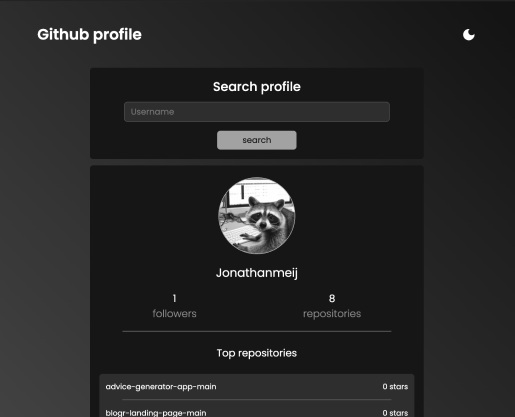 Github profile
Search profile
Username
search
Jonathanmeij
1 8
followers repositories
Top repositories
advice-generator-app-main 0 stars
blogr-landing-page-main 0 stars